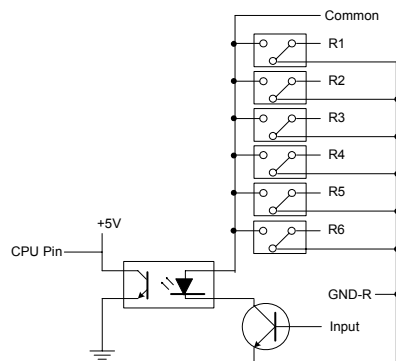 Common
R1
R2
R3
R4
R5
R6
+5V
CPU Pin
GND-R
Input